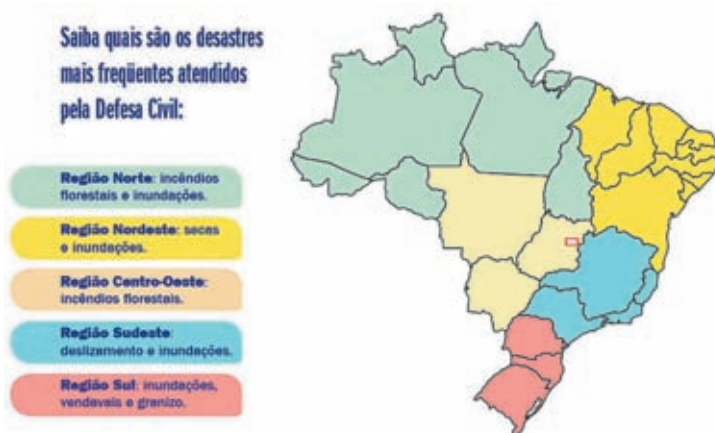 Saiba quais são os desastres
mais freqüentes atendidos
pela Defesa Civil:
Região Norte: incêndios
florestais e inundações.
Região Nordeste: secas
e inundações.
Região Centro-Oeste:
incêndios florestais.
Região Sudeste:
deslizamento e inundações.
Região Sul: inundações,
vendavais e granizo.